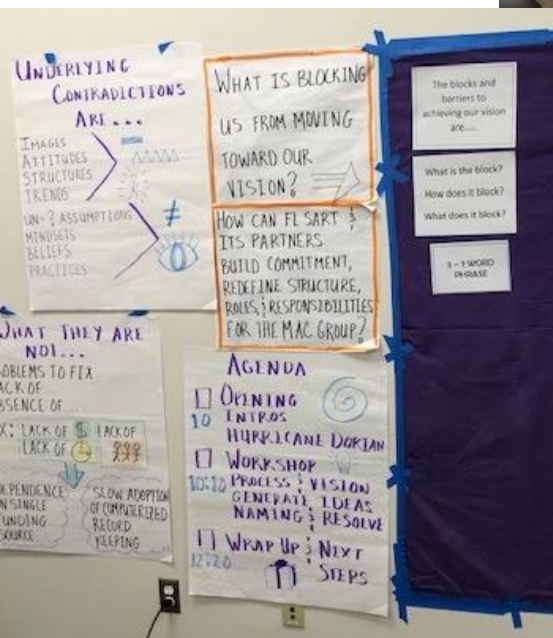 UNDERLYING
CONTRADICTIONS
ARE...
IMAGES
ATTITUDES
STRUCTURES
TRENDS
UN-? ASSUMPTIONS
MINDSETS
BELIEFS
PRACTICES
WHAT IS BLOCKING
US FROM MOVING
TOWARD OUR
VISION?
HOW CAN FL SART &
ITS PARTNERS
BUILD COMMITMENT,
REDEFINE STRUCTURE,
ROLES & RESPONSIBILITIES
FOR THE MAC GROUP?
The blocks and
barriers to
achieving our vision
are.....
What is the block?
How does it block?
What does it block?
3 – 7 WORD
PHRASE
WHAT THEY ARE
NOT...
OBLEMS TO FIX
ACK OF
BSENCE OF...
X: LACK OF $ LACK OF
LACK OF
EPENDENCE
N SINGLE
UNDING
OURCE
SLOW ADOPTION
OF COMPUTERIZED
RECORD
KEEPING
AGENDA
OPENING
10 INTROS
HURRICANE DORIAN
WORKSHOP
10:10 PROCESS & VISION
GENERATE IDEAS
NAMING & RESOLVE
WRAP UP & NEXT
12:20 STEPS